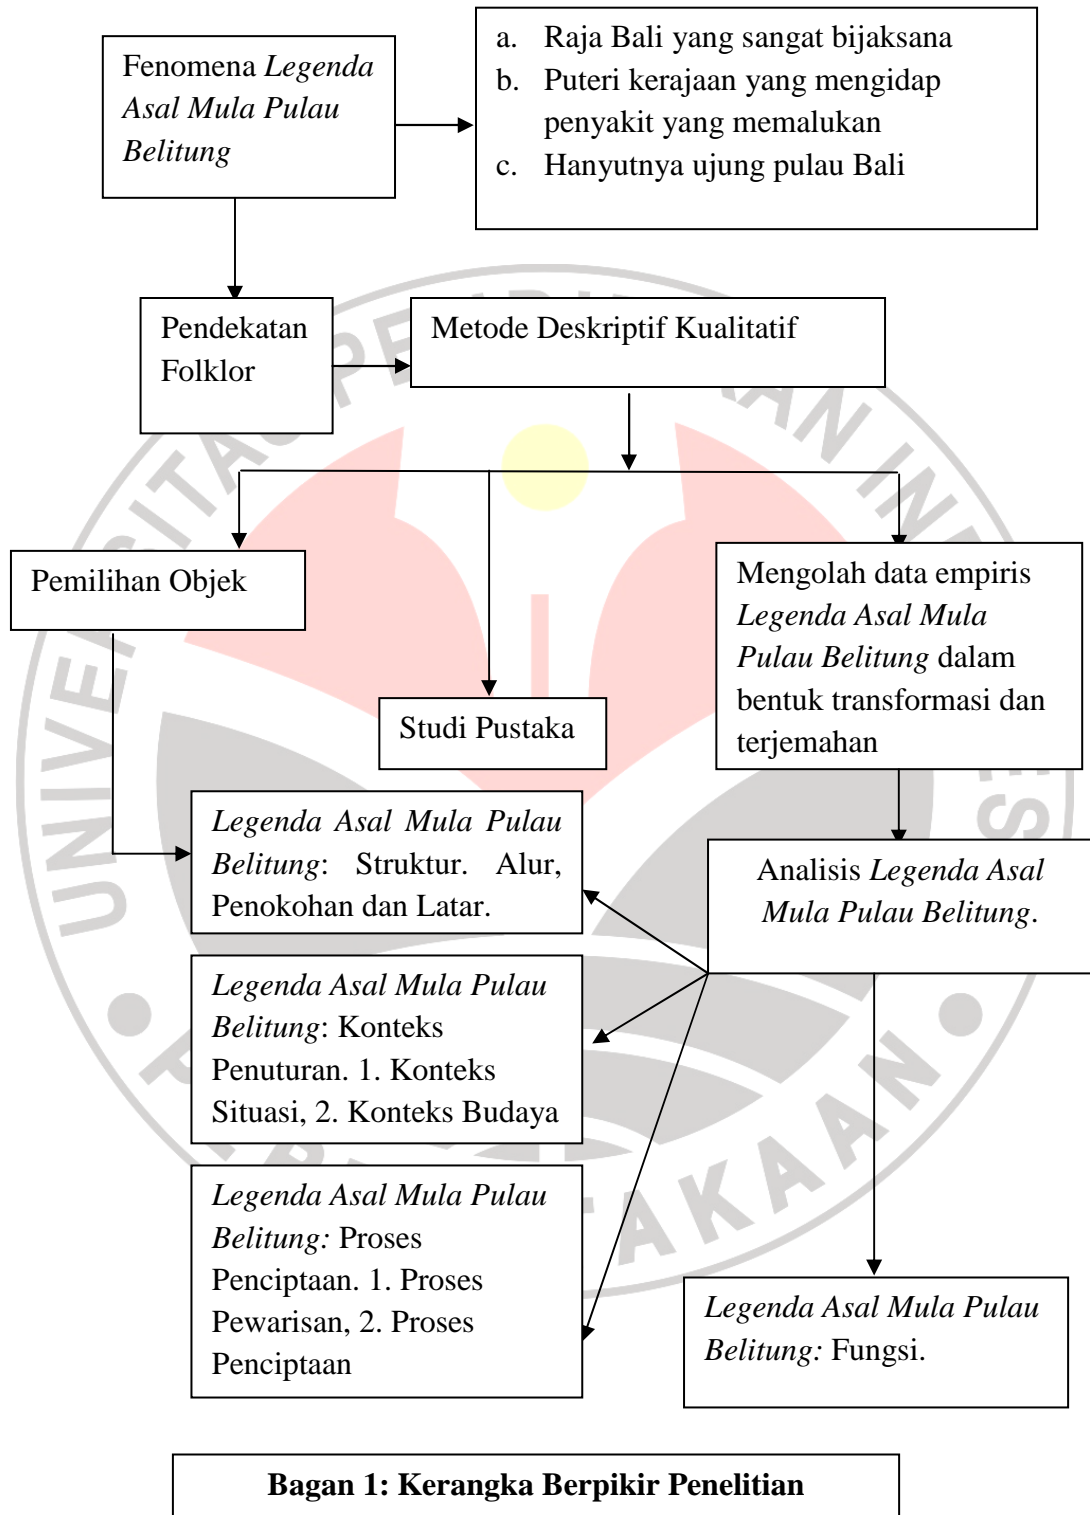 Fenomena Legenda
Asal Mula Pulau
Belitung
a. Raja Bali yang sangat bijaksana
b. Puteri kerajaan yang mengidap
penyakit yang memalukan
c. Hanyutnya ujung pulau Bali
Pendekatan
Folklor
Metode Deskriptif Kualitatif
Pemilihan Objek
Studi Pustaka
Mengolah data empiris
Legenda Asal Mula
Pulau Belitung dalam
bentuk transformasi dan
terjemahan
Legenda Asal Mula Pulau
Belitung: Struktur. Alur,
Penokohan dan Latar.
Analisis Legenda Asal
Mula Pulau Belitung.
Legenda Asal Mula Pulau
Belitung: Konteks
Penuturan. 1. Konteks
Situasi, 2. Konteks Budaya
Legenda Asal Mula Pulau
Belitung: Proses
Penciptaan. 1. Proses
Pewarisan, 2. Proses
Penciptaan
Legenda Asal Mula Pulau
Belitung: Fungsi.
Bagan 1: Kerangka Berpikir Penelitian